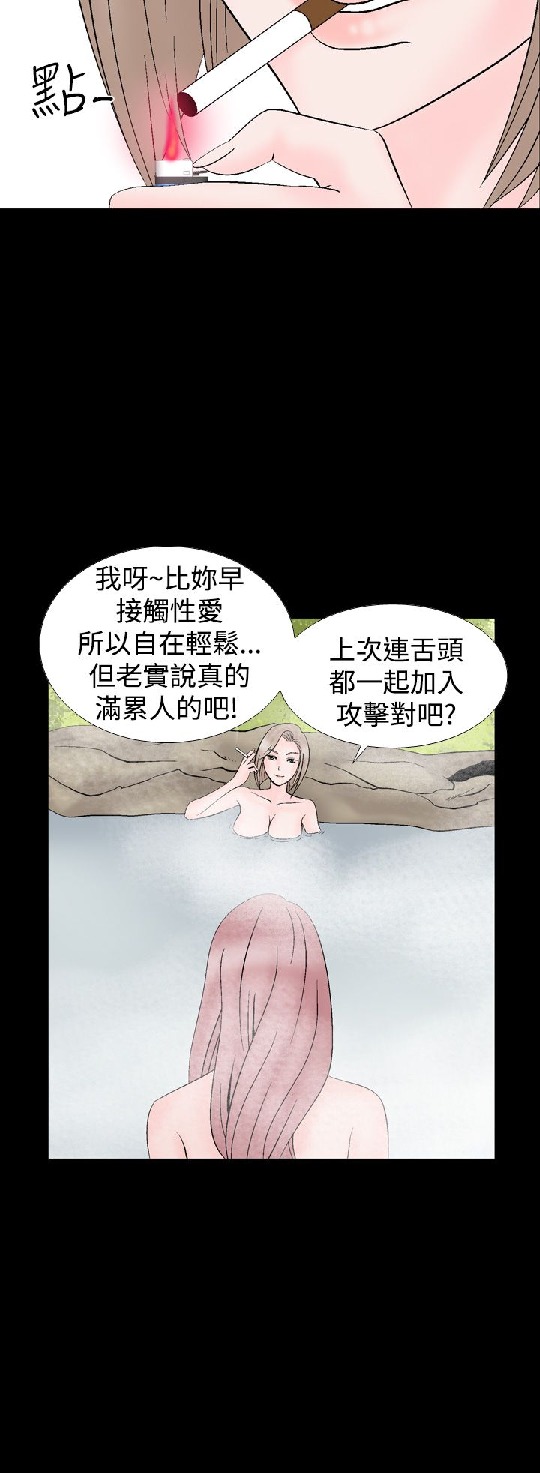 點~
我呀~比妳早
接觸性愛
所以自在輕鬆...
但老實說真的
滿累人的吧!
上次連舌頭
都一起加入
攻擊對吧?